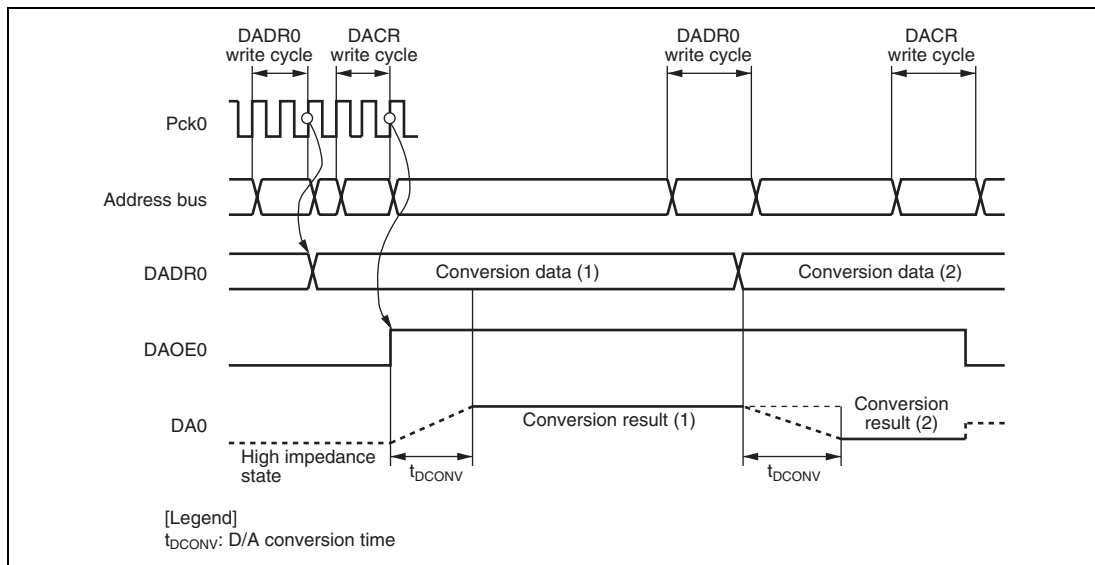 DADR0 write cycle
DACR write cycle
DADR0 write cycle
DACR write cycle
Pck0
Address bus
DADR0
Conversion data (1)
Conversion data (2)
DAOE0
DA0
Conversion result (1)
Conversion result (2)
High impedance state
tDCONV
tDCONV
[Legend]
tDCONV: D/A conversion time